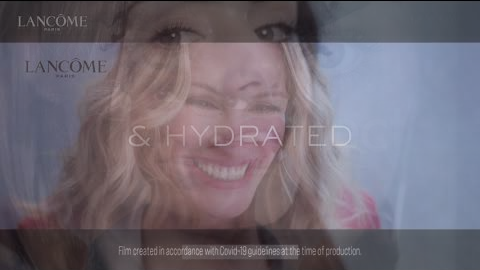 LANCÔME
PARIS
LANCÔME
PARIS
& HYDRATED
Film created in accordance with Covid-19 guidelines at the time of production.